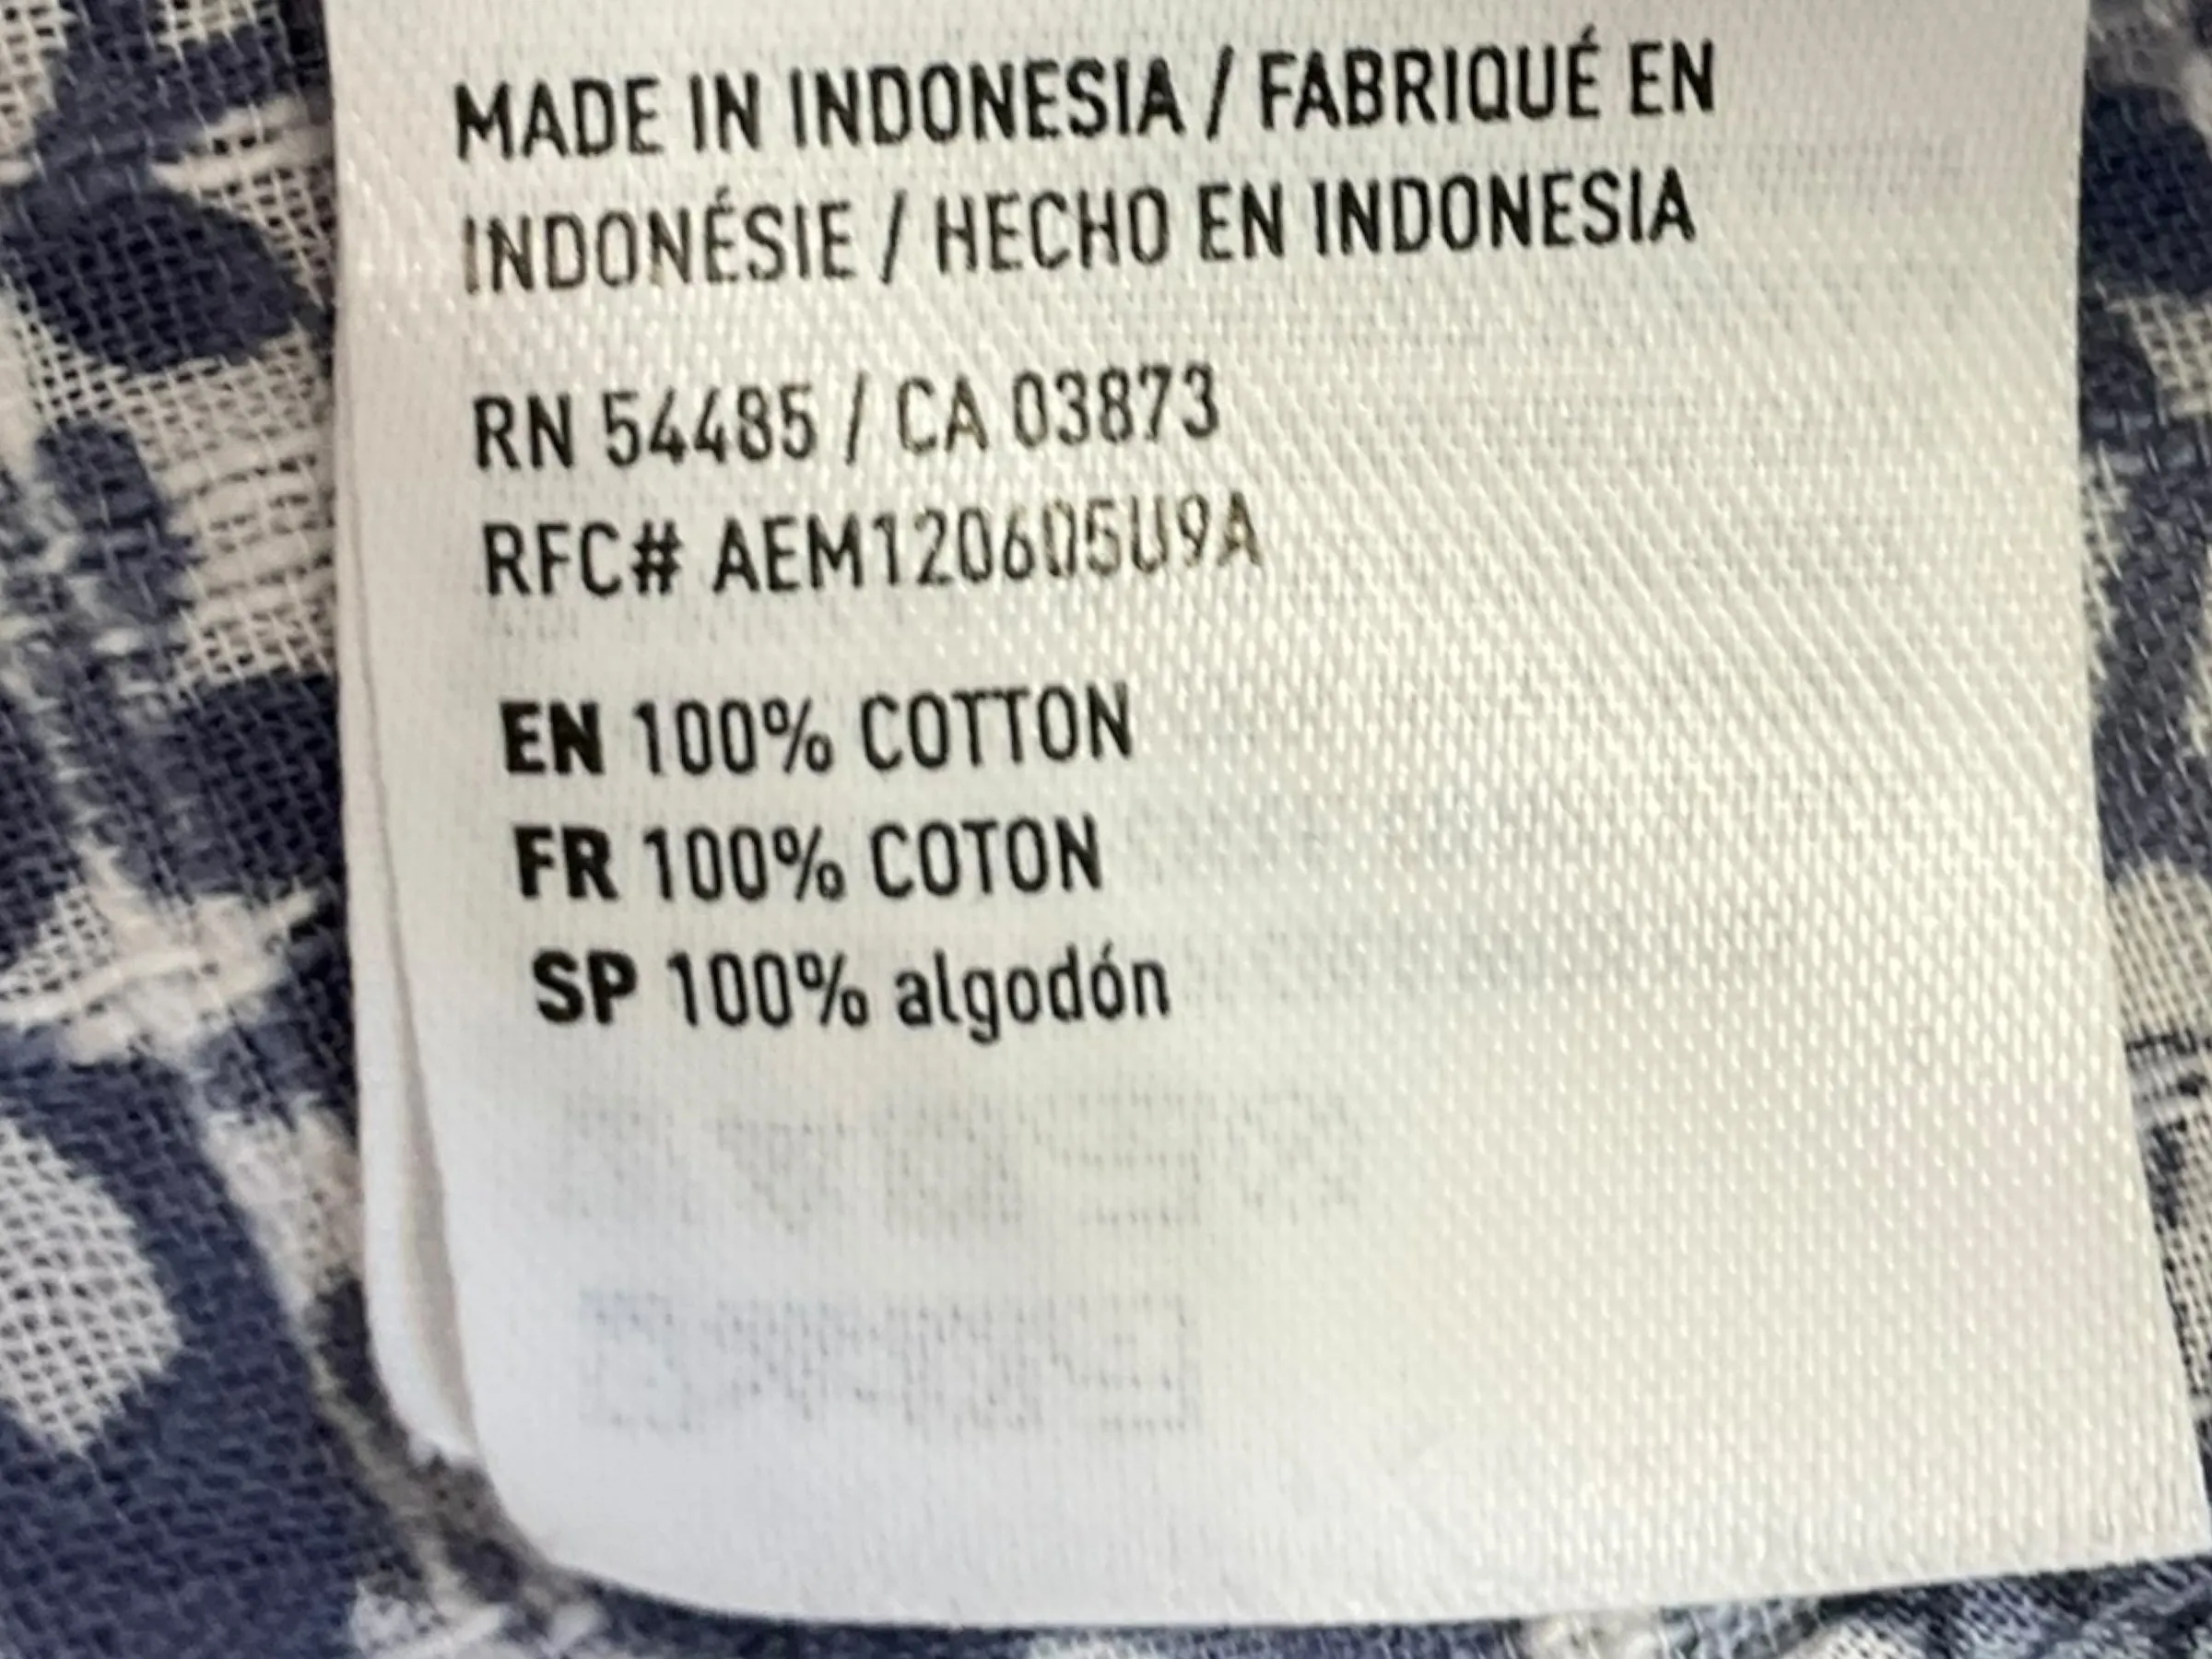 MADE IN INDONESIA / FABRIQUÉ EN
INDONÉSIE / HECHO EN INDONESIA
RN 54485 / CA 03873
RFC# AEM120605U9A
EN 100% COTTON
FR 100% COTON
SP 100% algodón